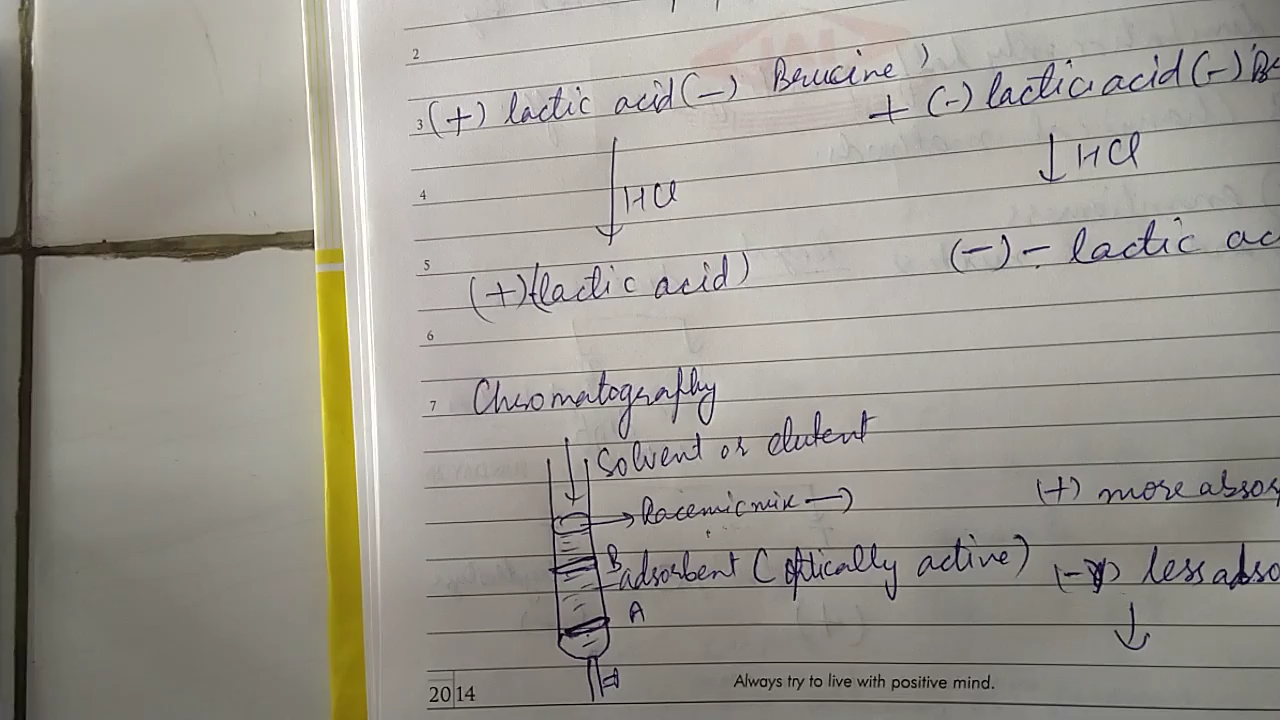 2
3 (+) lactic acid (-) Brucine) + (-) lactic acid (-) B
4 ↓ HCl ↓ HCl
5 (+) (lactic acid) (-) - lactic ac
6
7 Chromatography
Solvent or elutent
→ Racemic mix → (+) more absor
B adsorbent (optically active) (-) less abso
A ↓
2014 Always try to live with positive mind.